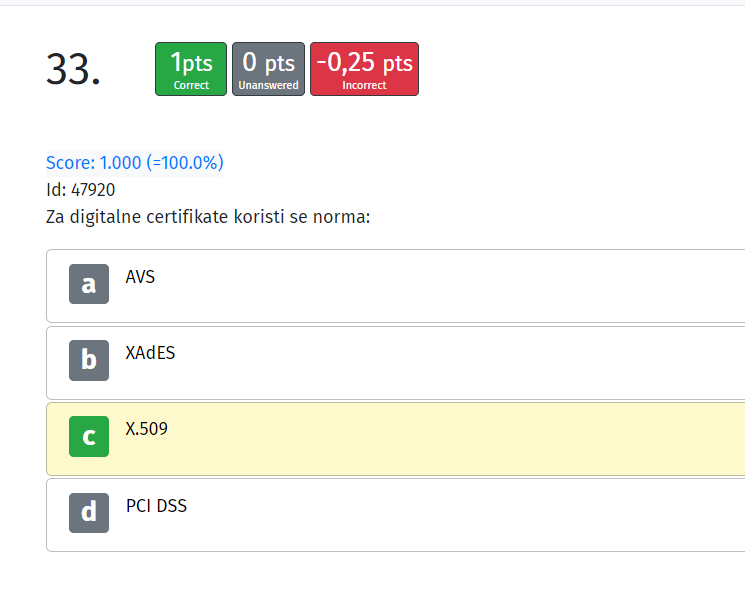 33.
1pts
Correct
0 pts
Unanswered
-0,25 pts
Incorrect
Score: 1.000 (=100.0%)
Id: 47920
Za digitalne certifikate koristi se norma:
a AVS
b XAdES
c X.509
d PCI DSS